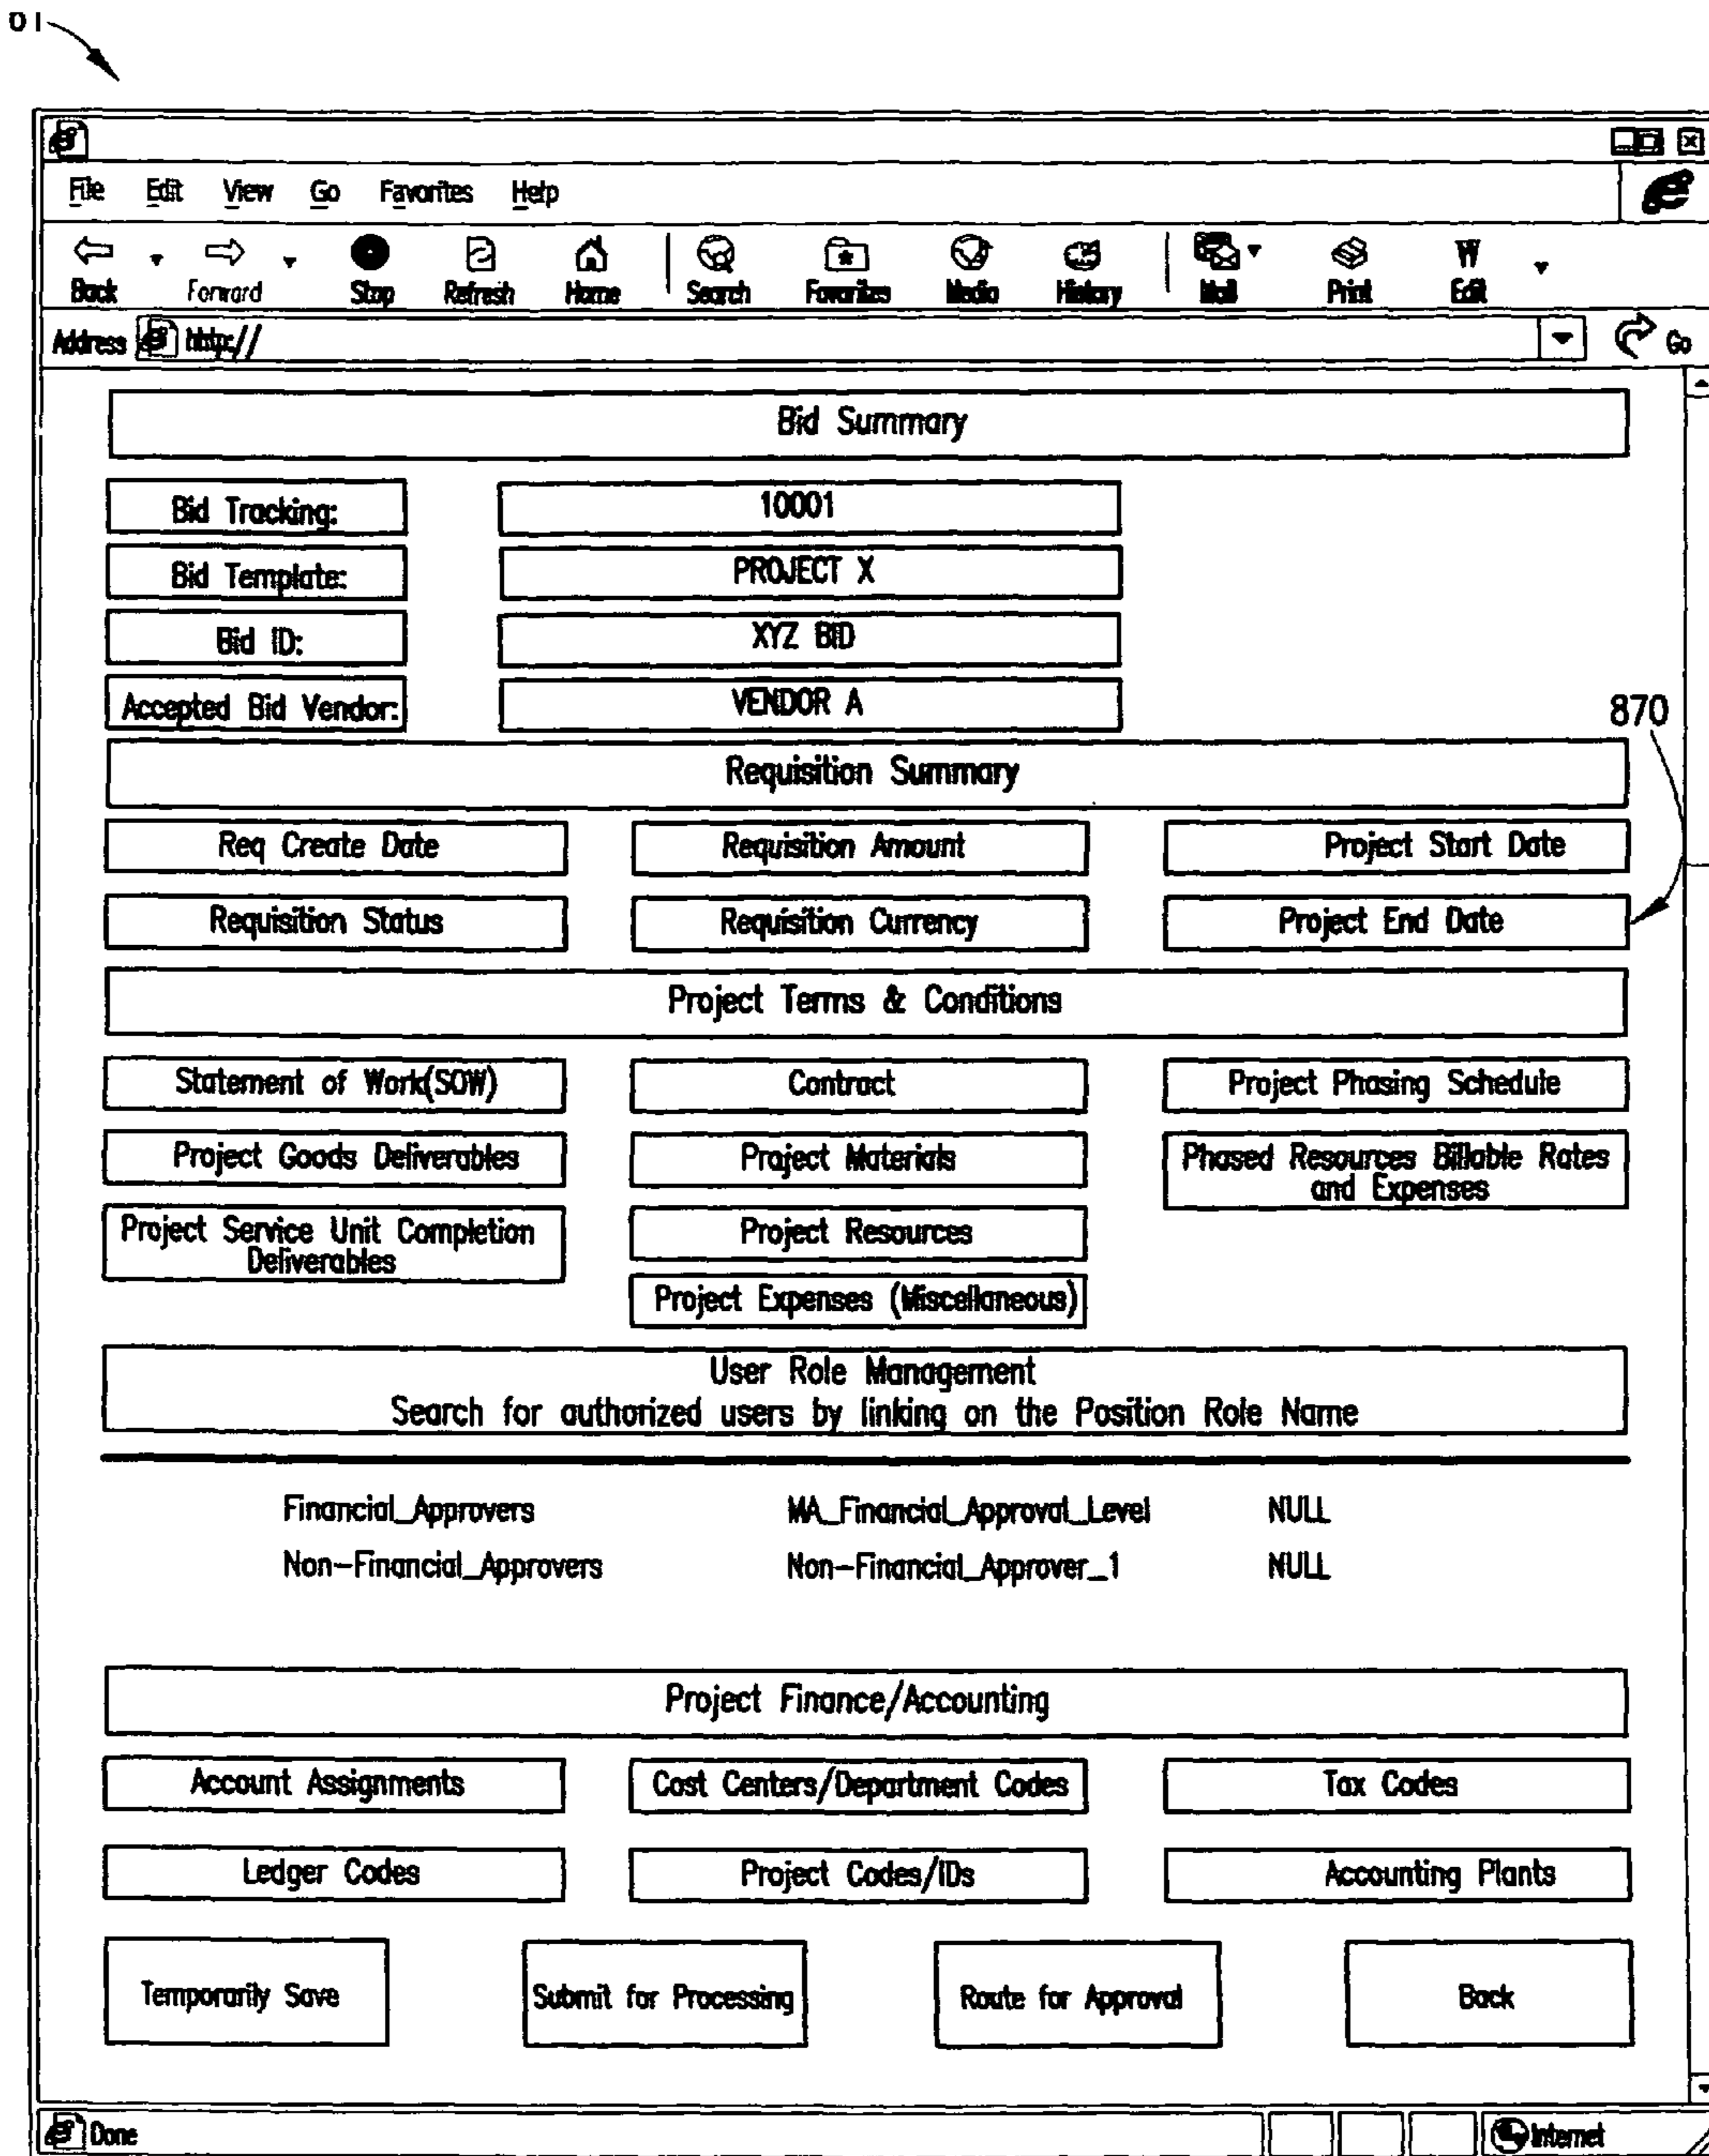 File Edit View Go Favorites Help
Back Forward Stop Refresh Home Search Favorites Media History Mail Print Edit
Address http:// Go
Bid Summary
Bid Tracking: 10001
Bid Template: PROJECT X
Bid ID: XYZ BID
Accepted Bid Vendor: VENDOR A
870
Requisition Summary
Req Create Date Requisition Amount Project Start Date
Requisition Status Requisition Currency Project End Date
Project Terms & Conditions
Statement of Work(SOW) Contract Project Phasing Schedule
Project Goods Deliverables Project Materials Phased Resources Billable Rates
and Expenses
Project Service Unit Completion Project Resources
Deliverables
Project Expenses (Miscellaneous)
User Role Management
Search for authorized users by linking on the Position Role Name
Financial_Approvers MA_Financial_Approval_Level NULL
Non-Financial_Approvers Non-Financial_Approver_1 NULL
Project Finance/Accounting
Account Assignments Cost Centers/Department Codes Tax Codes
Ledger Codes Project Codes/IDs Accounting Plants
Temporarily Save Submit for Processing Route for Approval Back
Done Internet